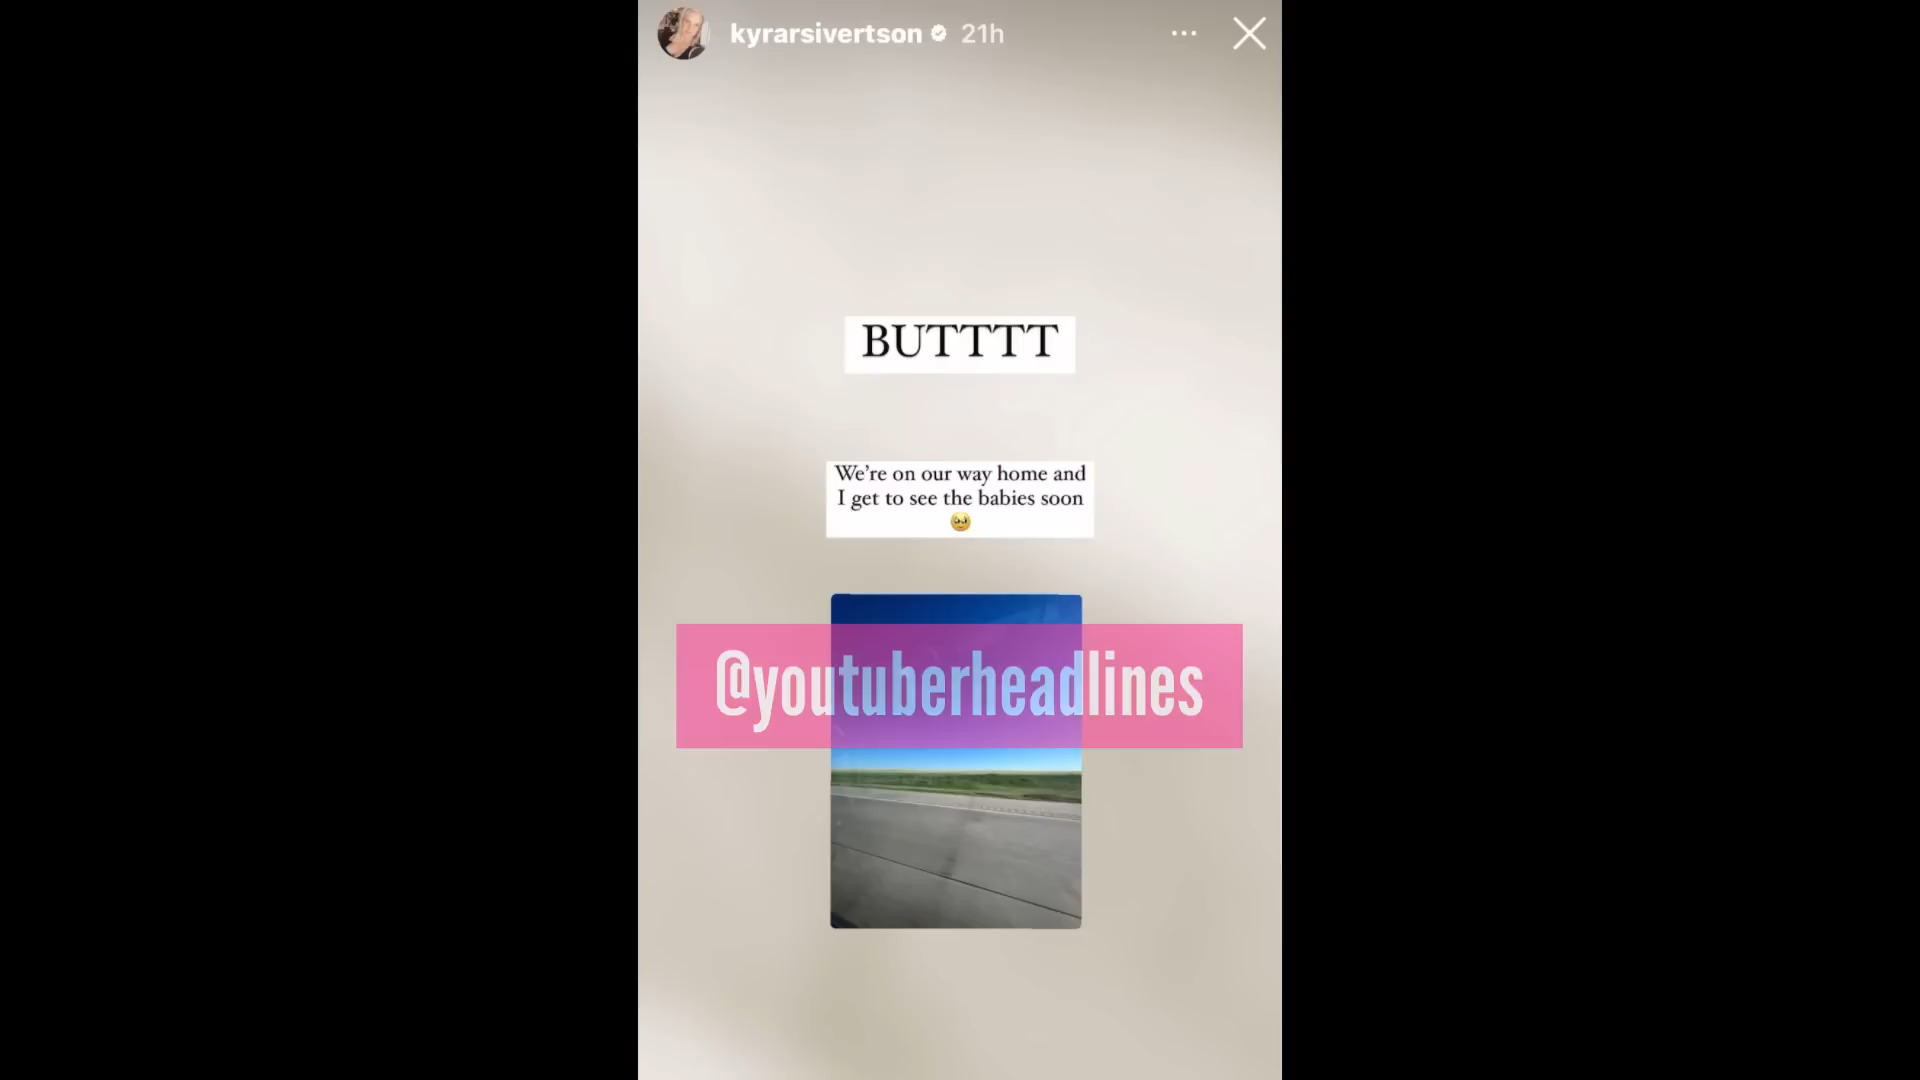 kyrarsivertson 21h
BUTTTT
We're on our way home and
I get to see the babies soon
🥹
@youtuberheadlines